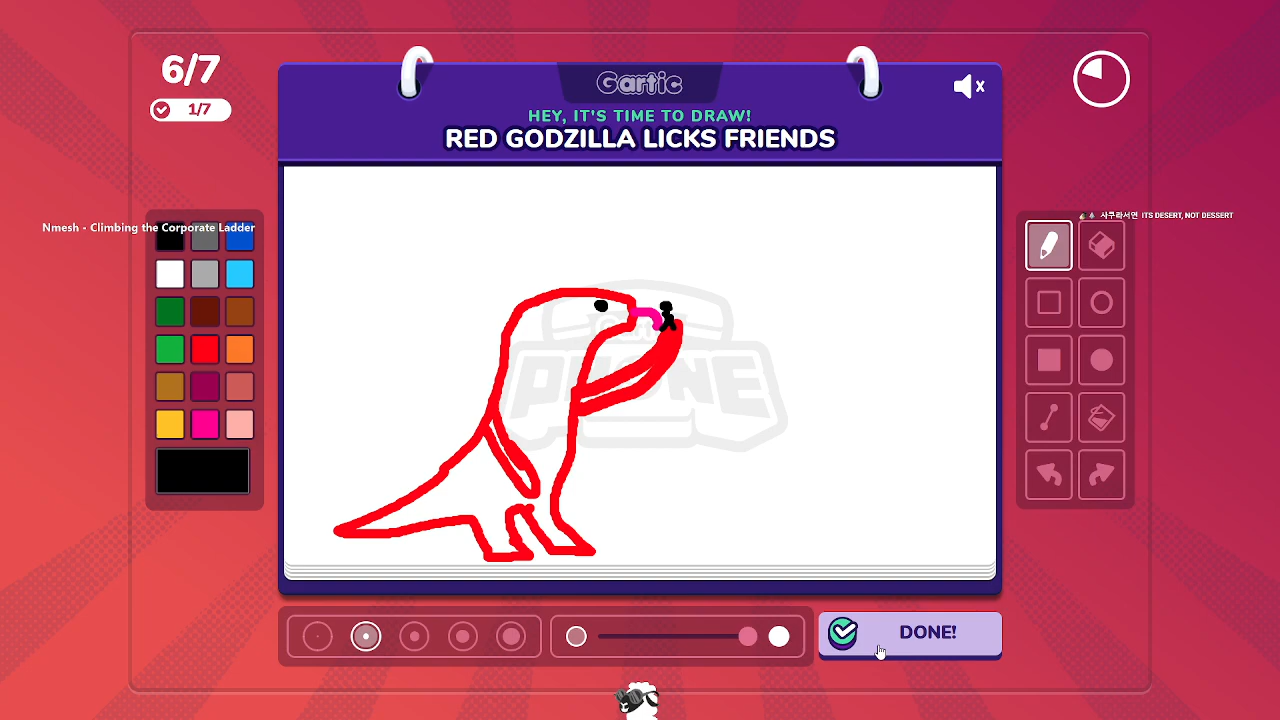 6/7
1/7
Gartic
HEY, IT'S TIME TO DRAW!
RED GODZILLA LICKS FRIENDS
Nmesh - Climbing the Corporate Ladder
사쿠라서면 ITS DESERT, NOT DESSERT
PHONE
DONE!